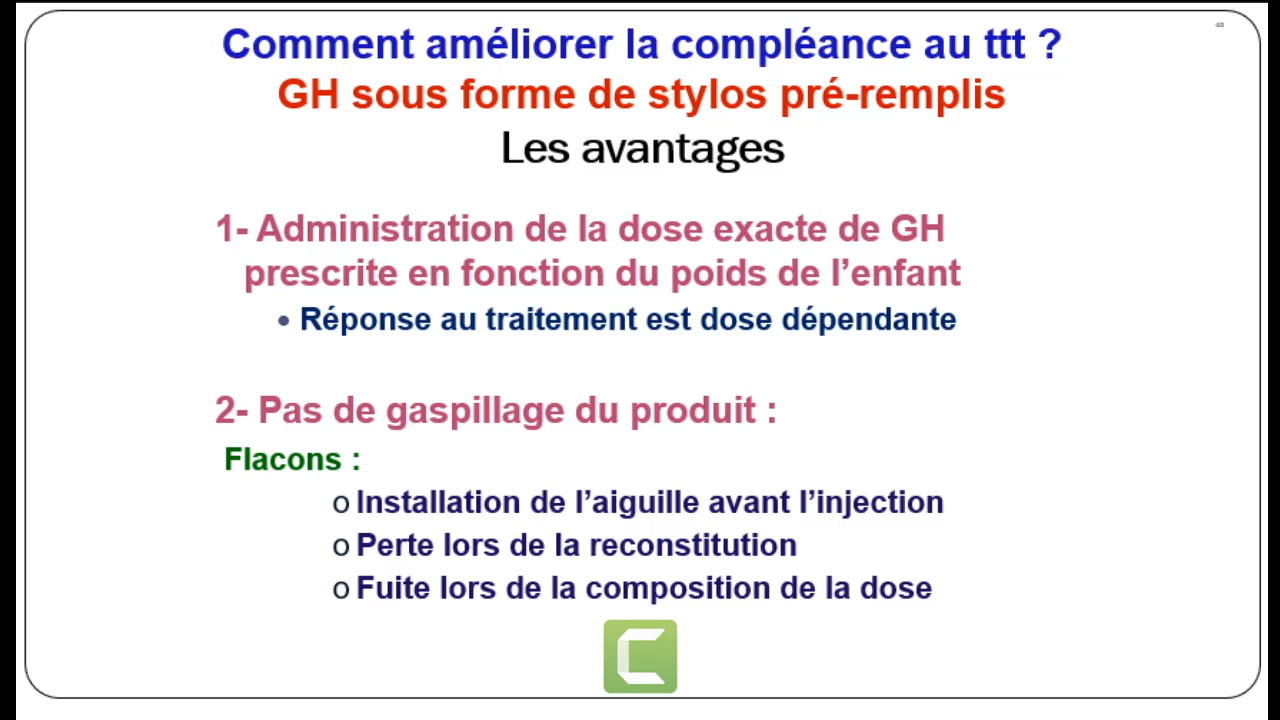 Comment améliorer la compléance au ttt ?
GH sous forme de stylos pré-remplis
Les avantages
1- Administration de la dose exacte de GH
prescrite en fonction du poids de l’enfant
• Réponse au traitement est dose dépendante
2- Pas de gaspillage du produit :
Flacons :
o Installation de l’aiguille avant l’injection
o Perte lors de la reconstitution
o Fuite lors de la composition de la dose